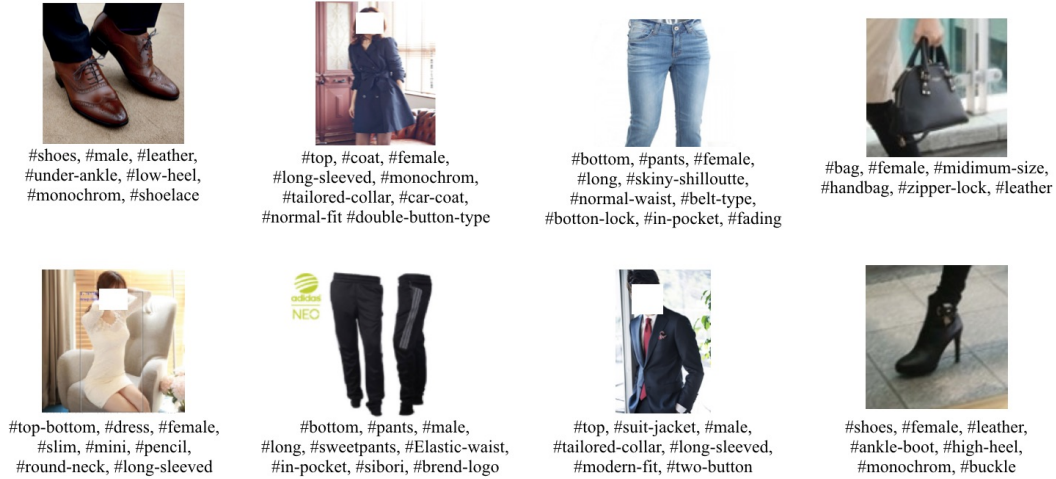 #shoes, #male, #leather,
#under-ankle, #low-heel,
#monochrom, #shoelace
#top, #coat, #female,
#long-sleeved, #monochrom,
#tailored-collar, #car-coat,
#normal-fit #double-button-type
#bottom, #pants, #female,
#long, #skiny-shilloutte,
#normal-waist, #belt-type,
#botton-lock, #in-pocket, #fading
#bag, #female, #midimum-size,
#handbag, #zipper-lock, #leather
#top-bottom, #dress, #female,
#slim, #mini, #pencil,
#round-neck, #long-sleeved
adidas
NEO
#bottom, #pants, #male,
#long, #sweetpants, #Elastic-waist,
#in-pocket, #sibori, #brend-logo
#top, #suit-jacket, #male,
#tailored-collar, #long-sleeved,
#modern-fit, #two-button
#shoes, #female, #leather,
#ankle-boot, #high-heel,
#monochrom, #buckle